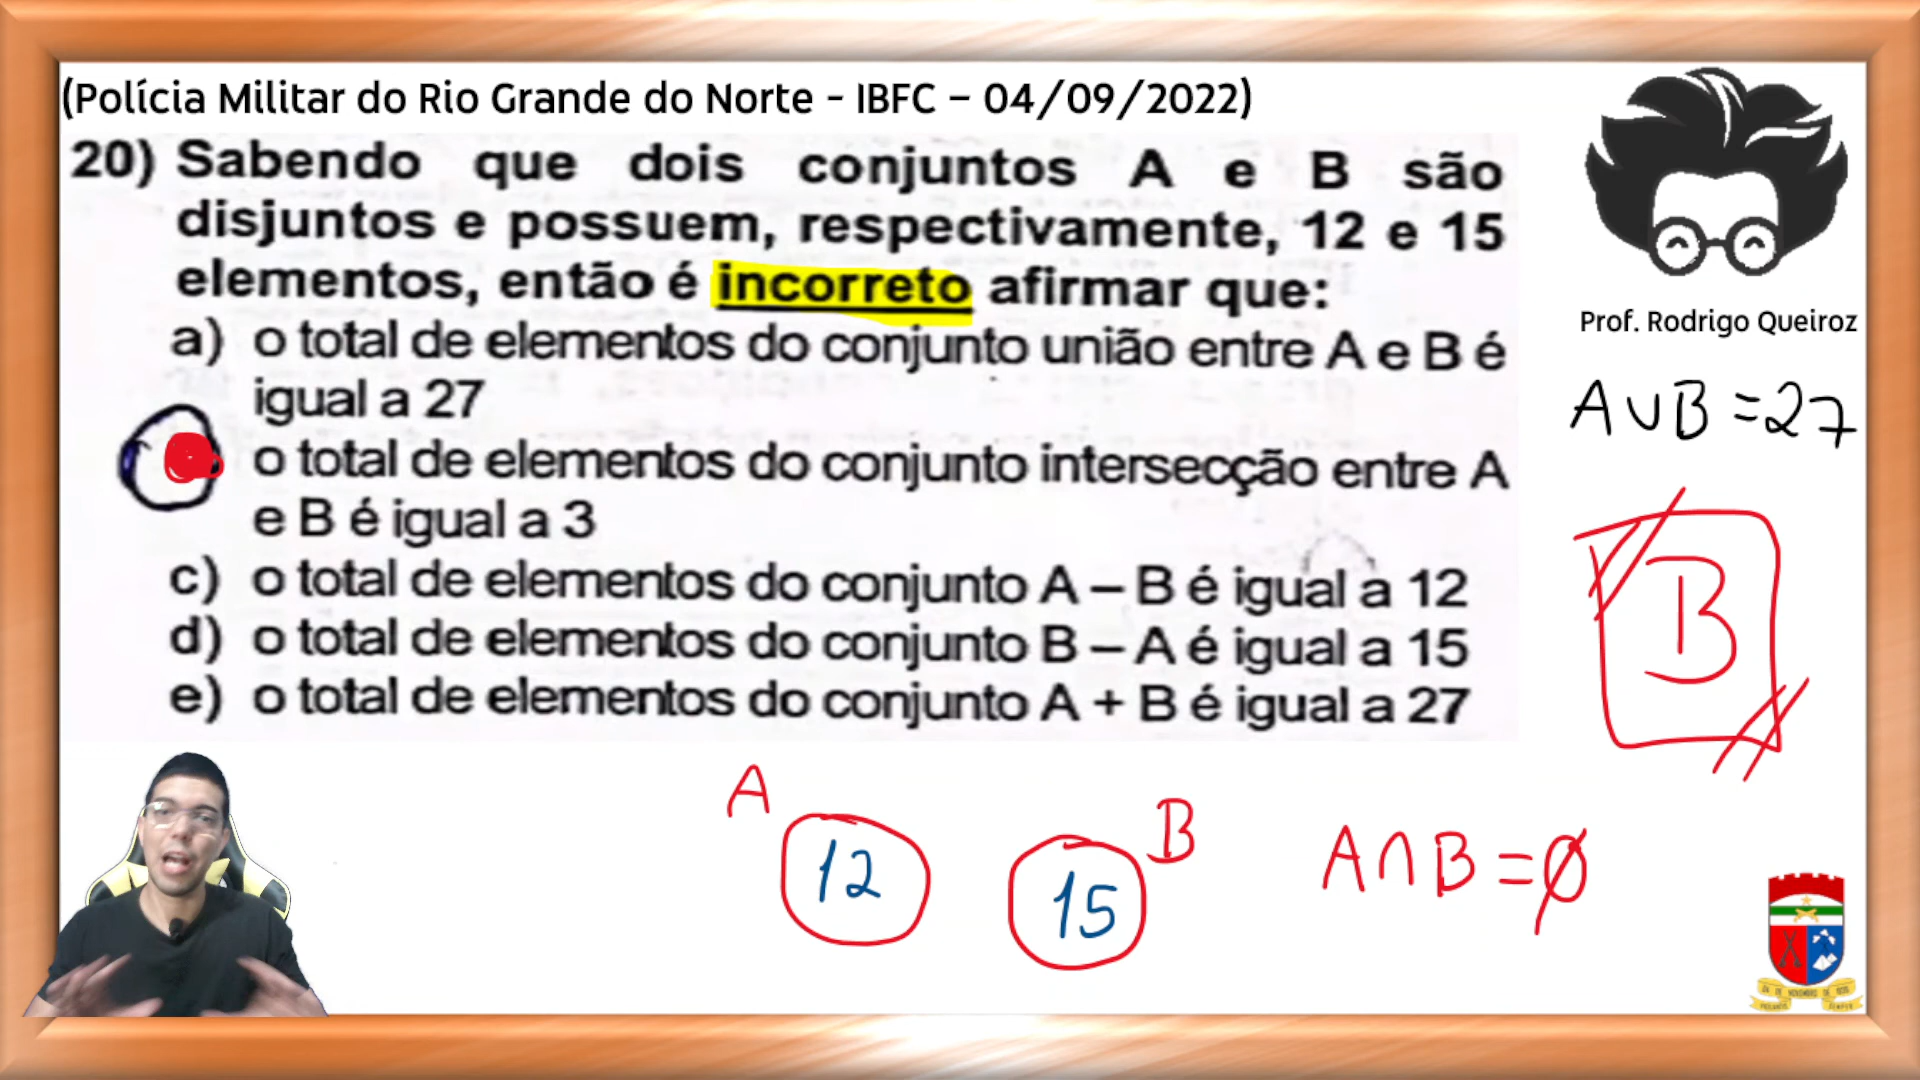 (Polícia Militar do Rio Grande do Norte - IBFC – 04/09/2022)
20) Sabendo que dois conjuntos A e B são
disjuntos e possuem, respectivamente, 12 e 15
elementos, então é incorreto afirmar que:
a) o total de elementos do conjunto união entre A e B é
igual a 27
o total de elementos do conjunto intersecção entre A
e B é igual a 3
c) o total de elementos do conjunto A – B é igual a 12
d) o total de elementos do conjunto B – A é igual a 15
e) o total de elementos do conjunto A + B é igual a 27
Prof. Rodrigo Queiroz
A∪B =27
B
A
12
15
B
A∩B =∅